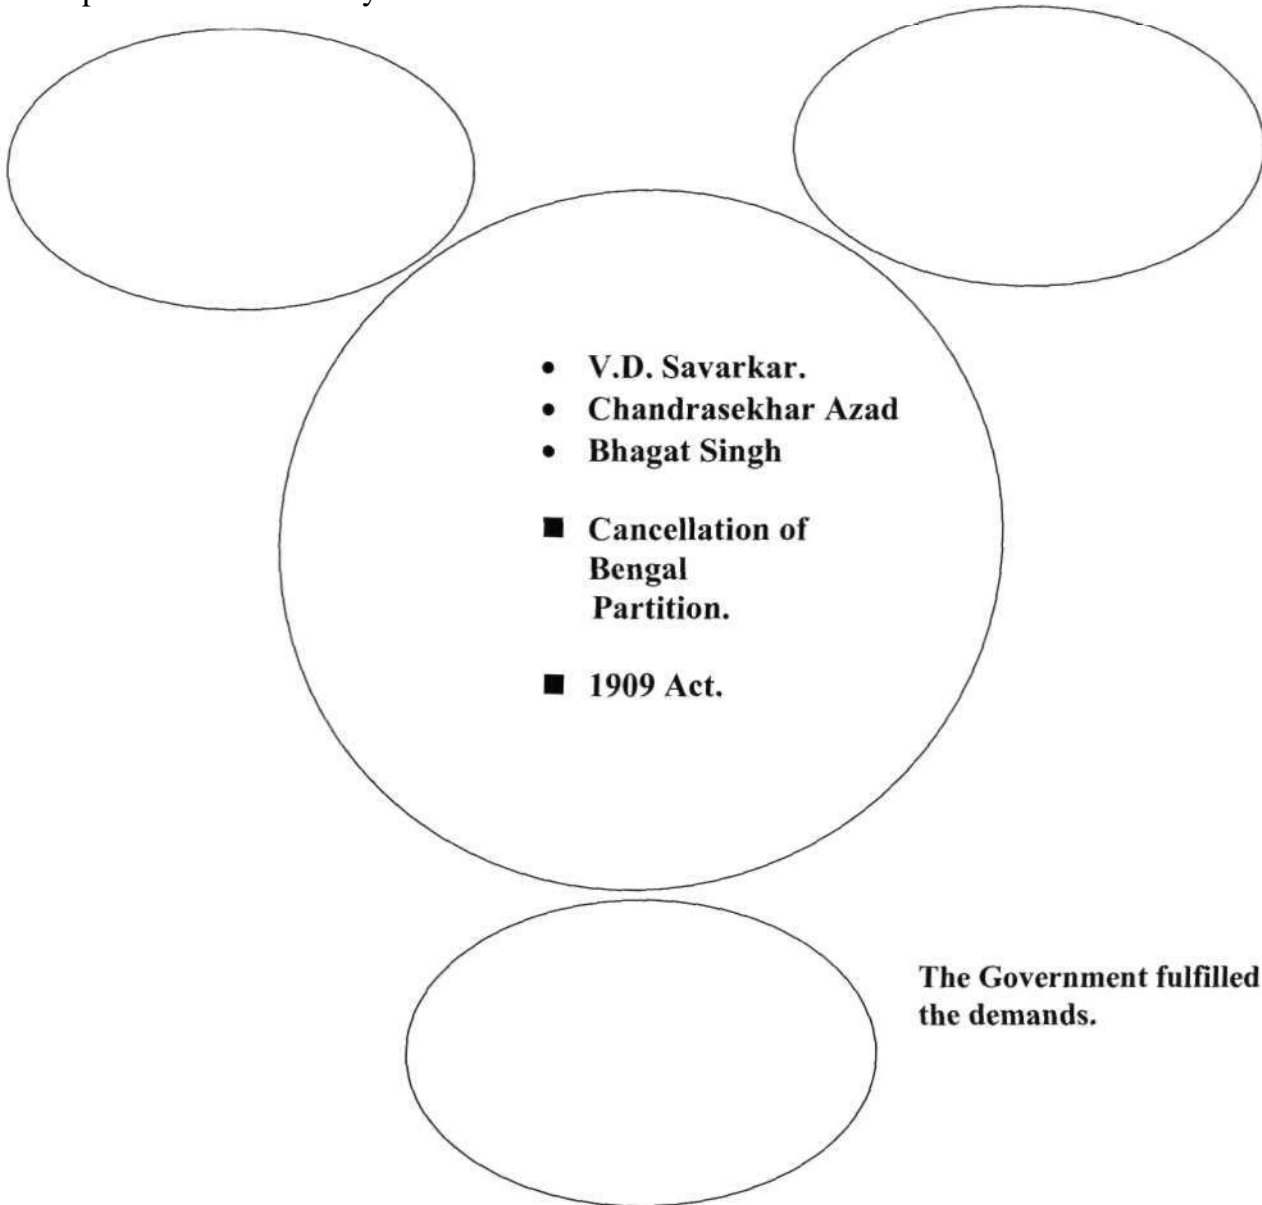 • V.D. Savarkar.
• Chandrasekhar Azad
• Bhagat Singh
■ Cancellation of
Bengal
Partition.
■ 1909 Act.
The Government fulfilled
the demands.